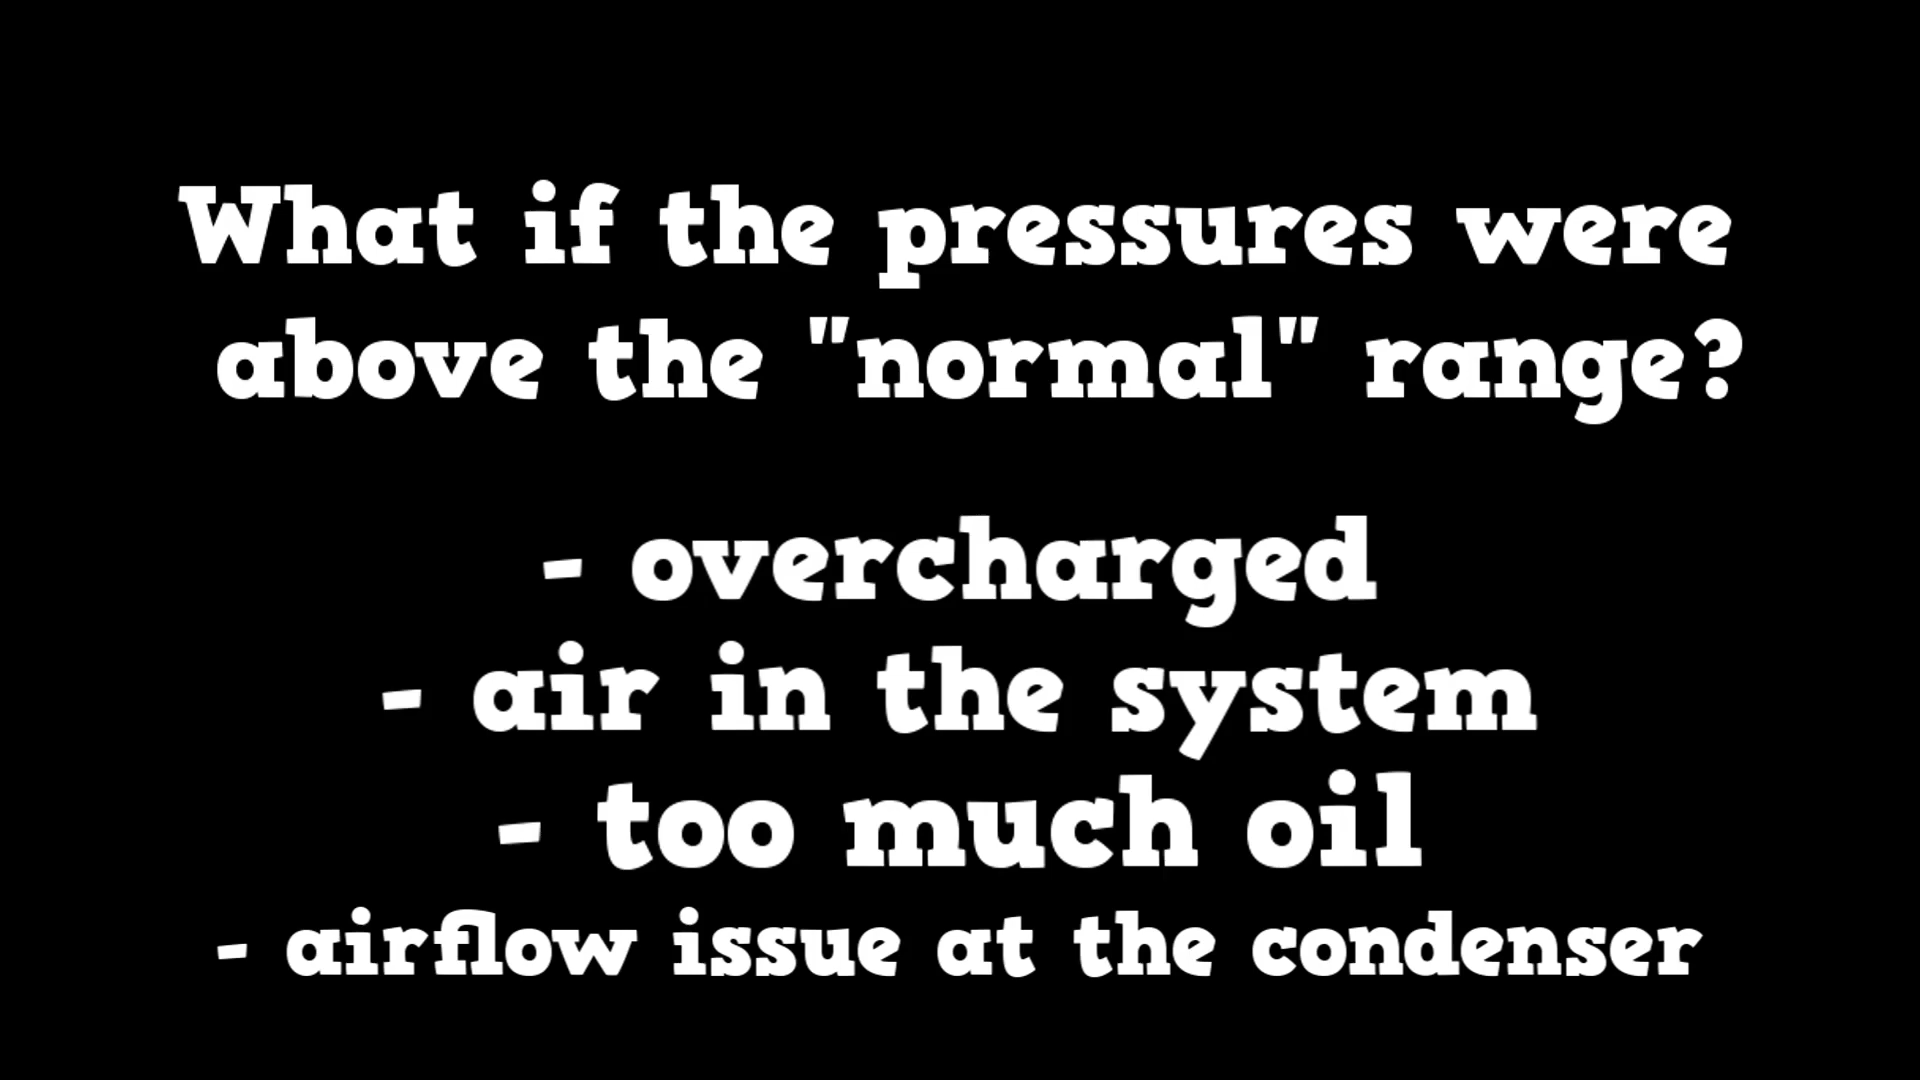 What if the pressures were
above the "normal" range?
- overcharged
- air in the system
- too much oil
- airflow issue at the condenser